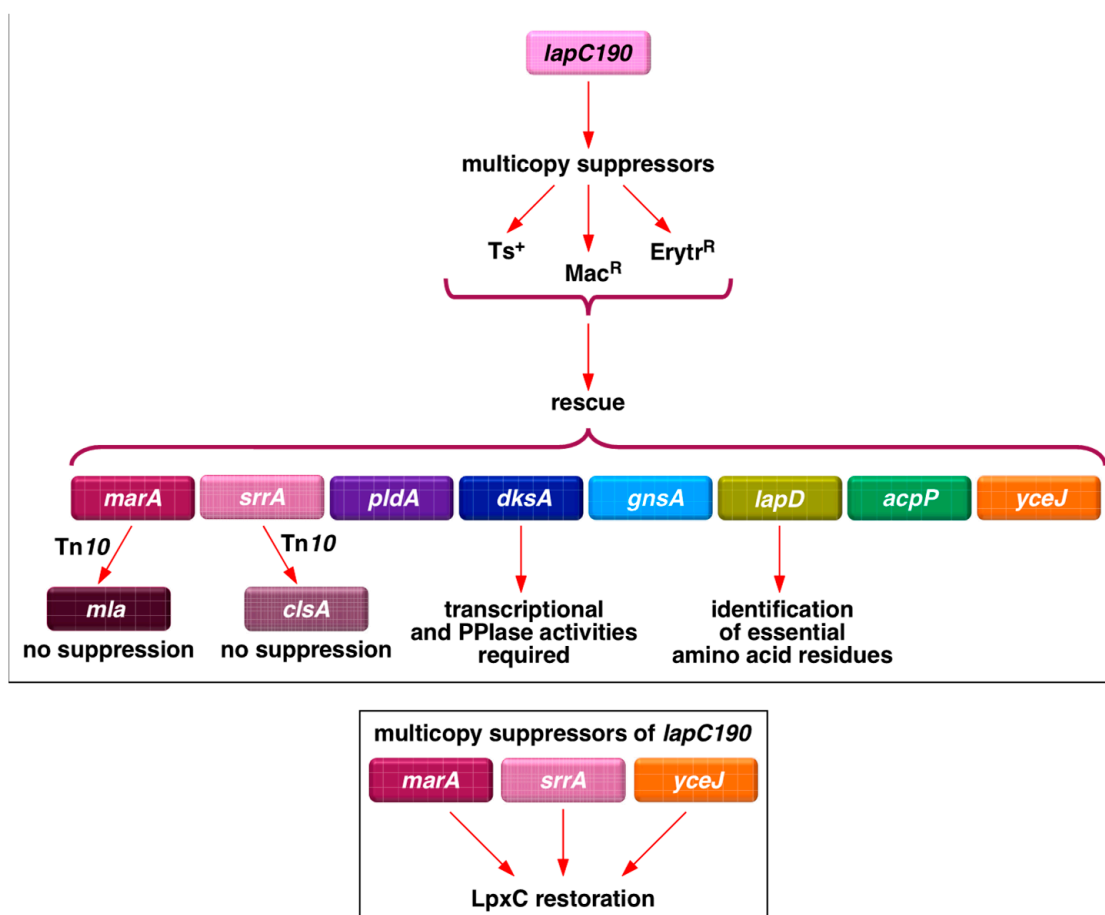 lapC190
multicopy suppressors
Ts+
Mac^R
Erytr^R
rescue
marA
srrA
pldA
dksA
gnsA
lapD
acpP
yceJ
Tn10
Tn10
mla
clsA
no suppression
no suppression
transcriptional
and PPIase activities
required
identification
of essential
amino acid residues
multicopy suppressors of lapC190
marA
srrA
yceJ
LpxC restoration